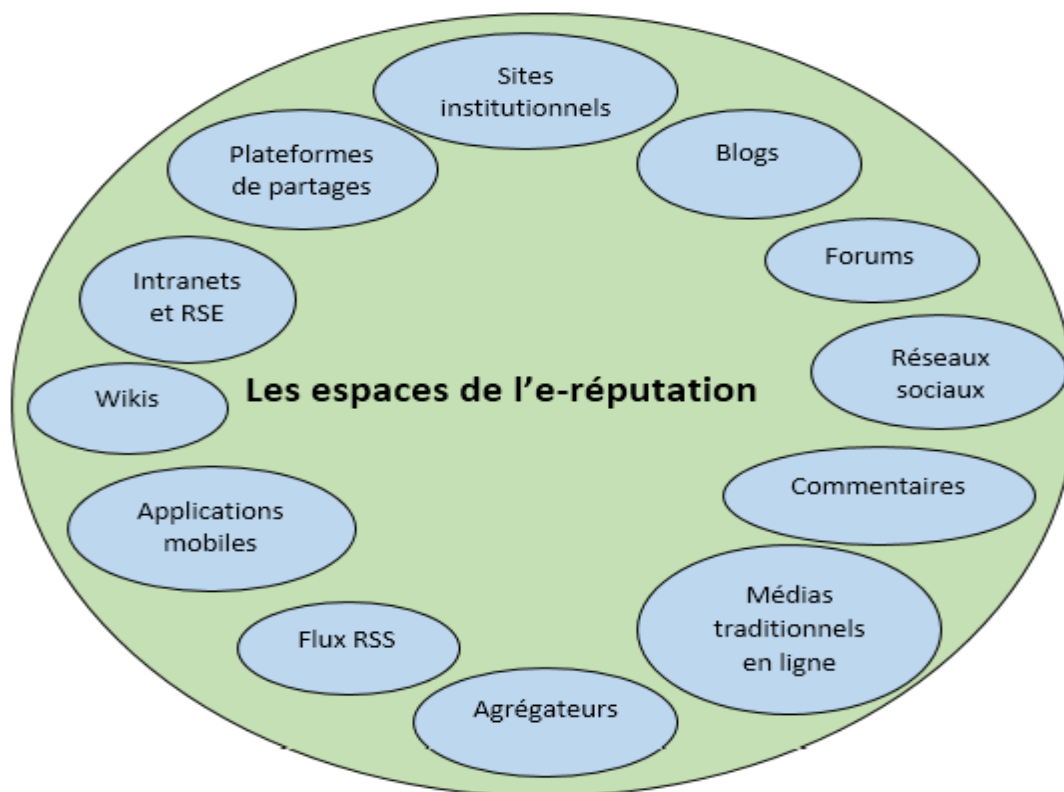 Sites
institutionnels
Plateformes
de partages
Blogs
Forums
Intranets
et RSE
Réseaux
sociaux
Wikis
Les espaces de l’e-réputation
Commentaires
Applications
mobiles
Médias
traditionnels
en ligne
Flux RSS
Agrégateurs